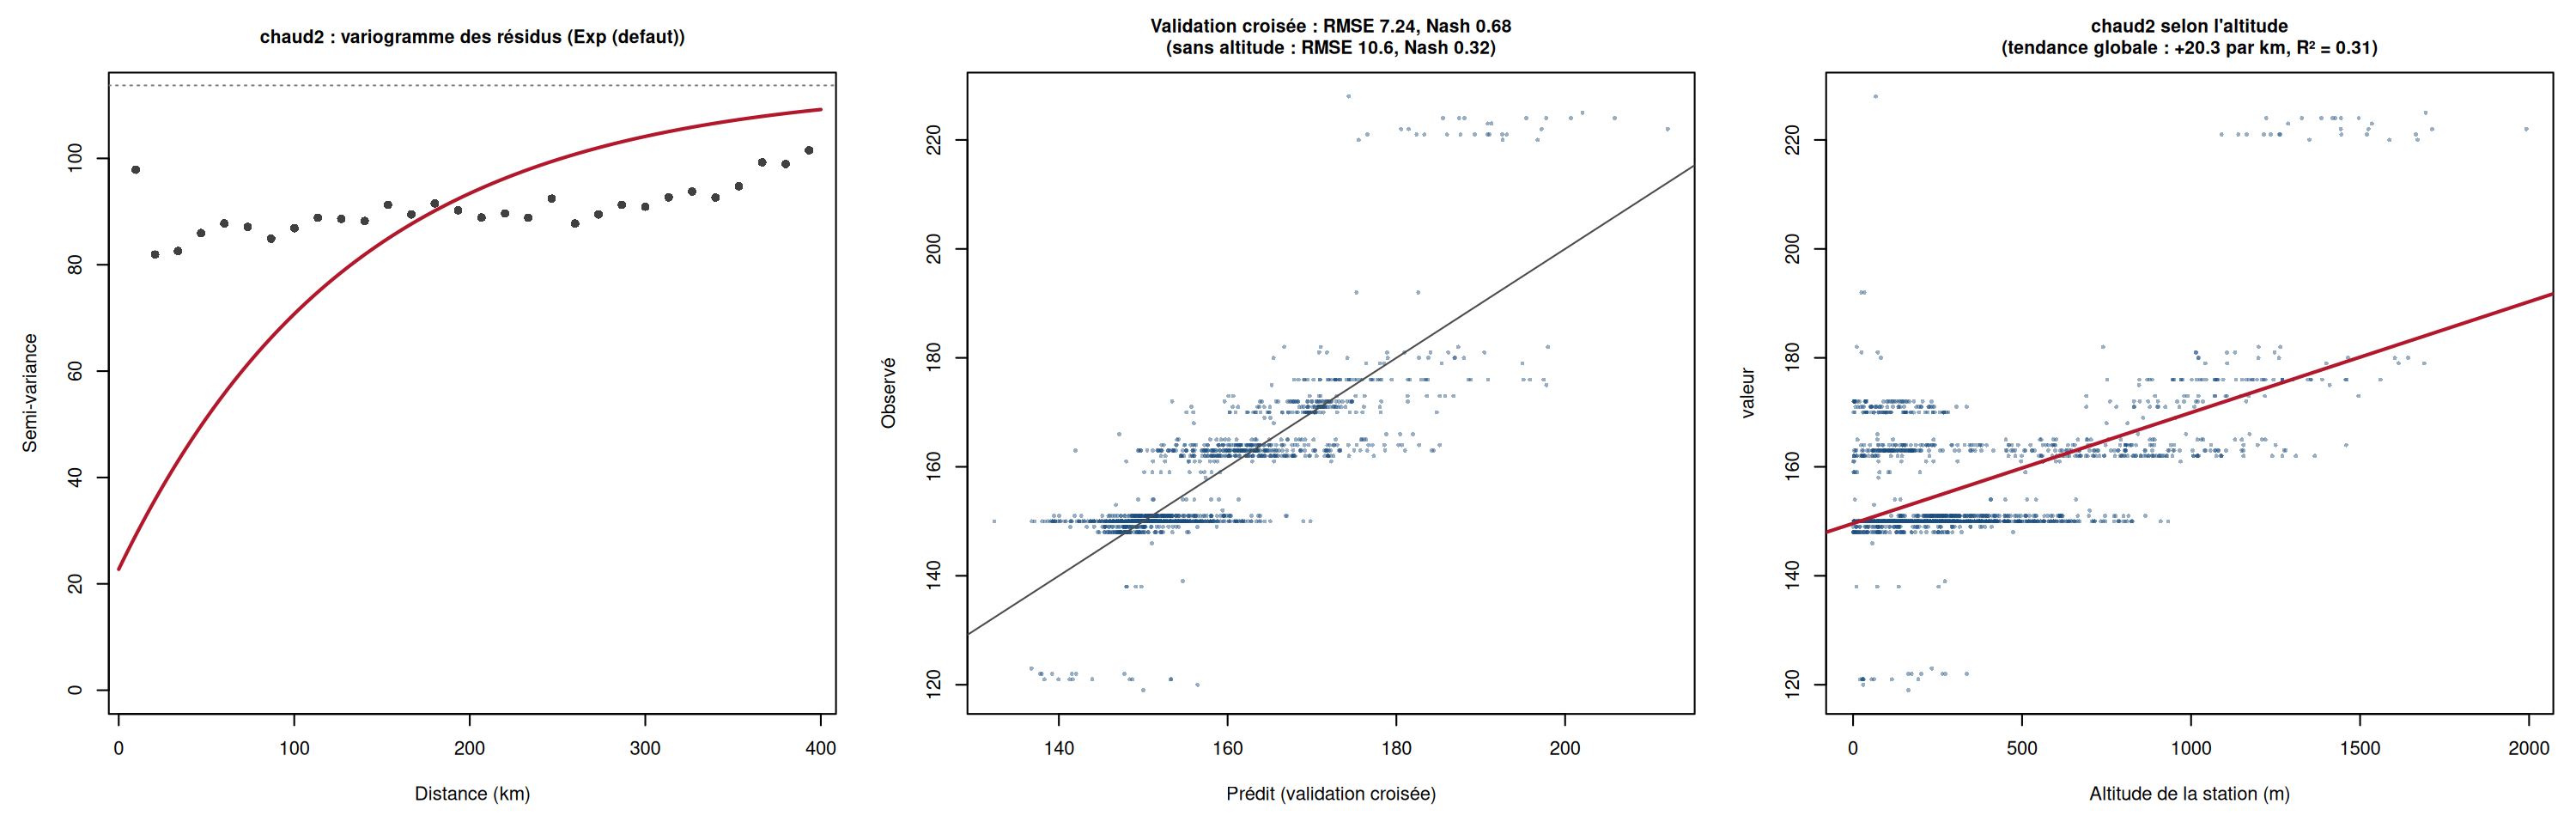 chaud2 : variogramme des résidus (Exp (defaut))
Semi-variance
100
80
60
40
20
0
0 100 200 300 400
Distance (km)
Validation croisée : RMSE 7.24, Nash 0.68
(sans altitude : RMSE 10.6, Nash 0.32)
Observé
220
200
180
160
140
120
140 160 180 200
Prédit (validation croisée)
chaud2 selon l'altitude
(tendance globale : +20.3 par km, R² = 0.31)
valeur
220
200
180
160
140
120
0 500 1000 1500 2000
Altitude de la station (m)